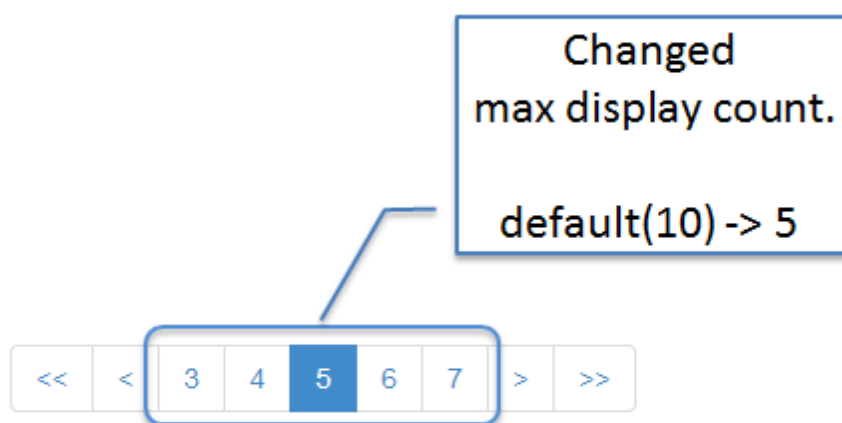 Changed
max display count.
default(10) -> 5
<< < 3 4 5 6 7 > >>